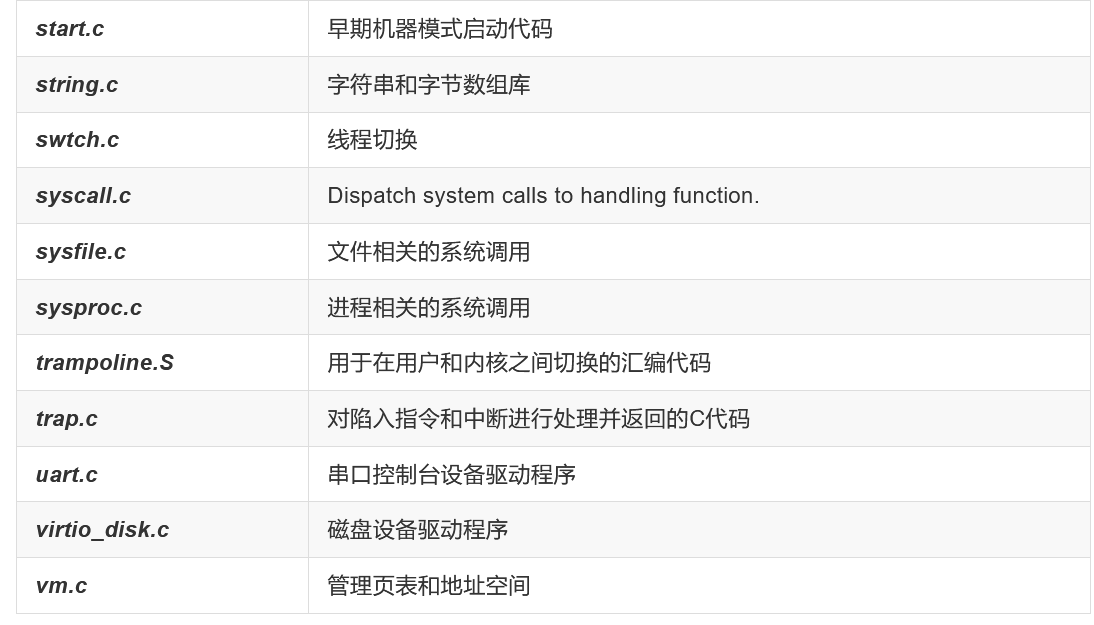 start.c 早期机器模式启动代码
string.c 字符串和字节数组库
swtch.c 线程切换
syscall.c Dispatch system calls to handling function.
sysfile.c 文件相关的系统调用
sysproc.c 进程相关的系统调用
trampoline.S 用于在用户和内核之间切换的汇编代码
trap.c 对陷入指令和中断进行处理并返回的C代码
uart.c 串口控制台设备驱动程序
virtio_disk.c 磁盘设备驱动程序
vm.c 管理页表和地址空间